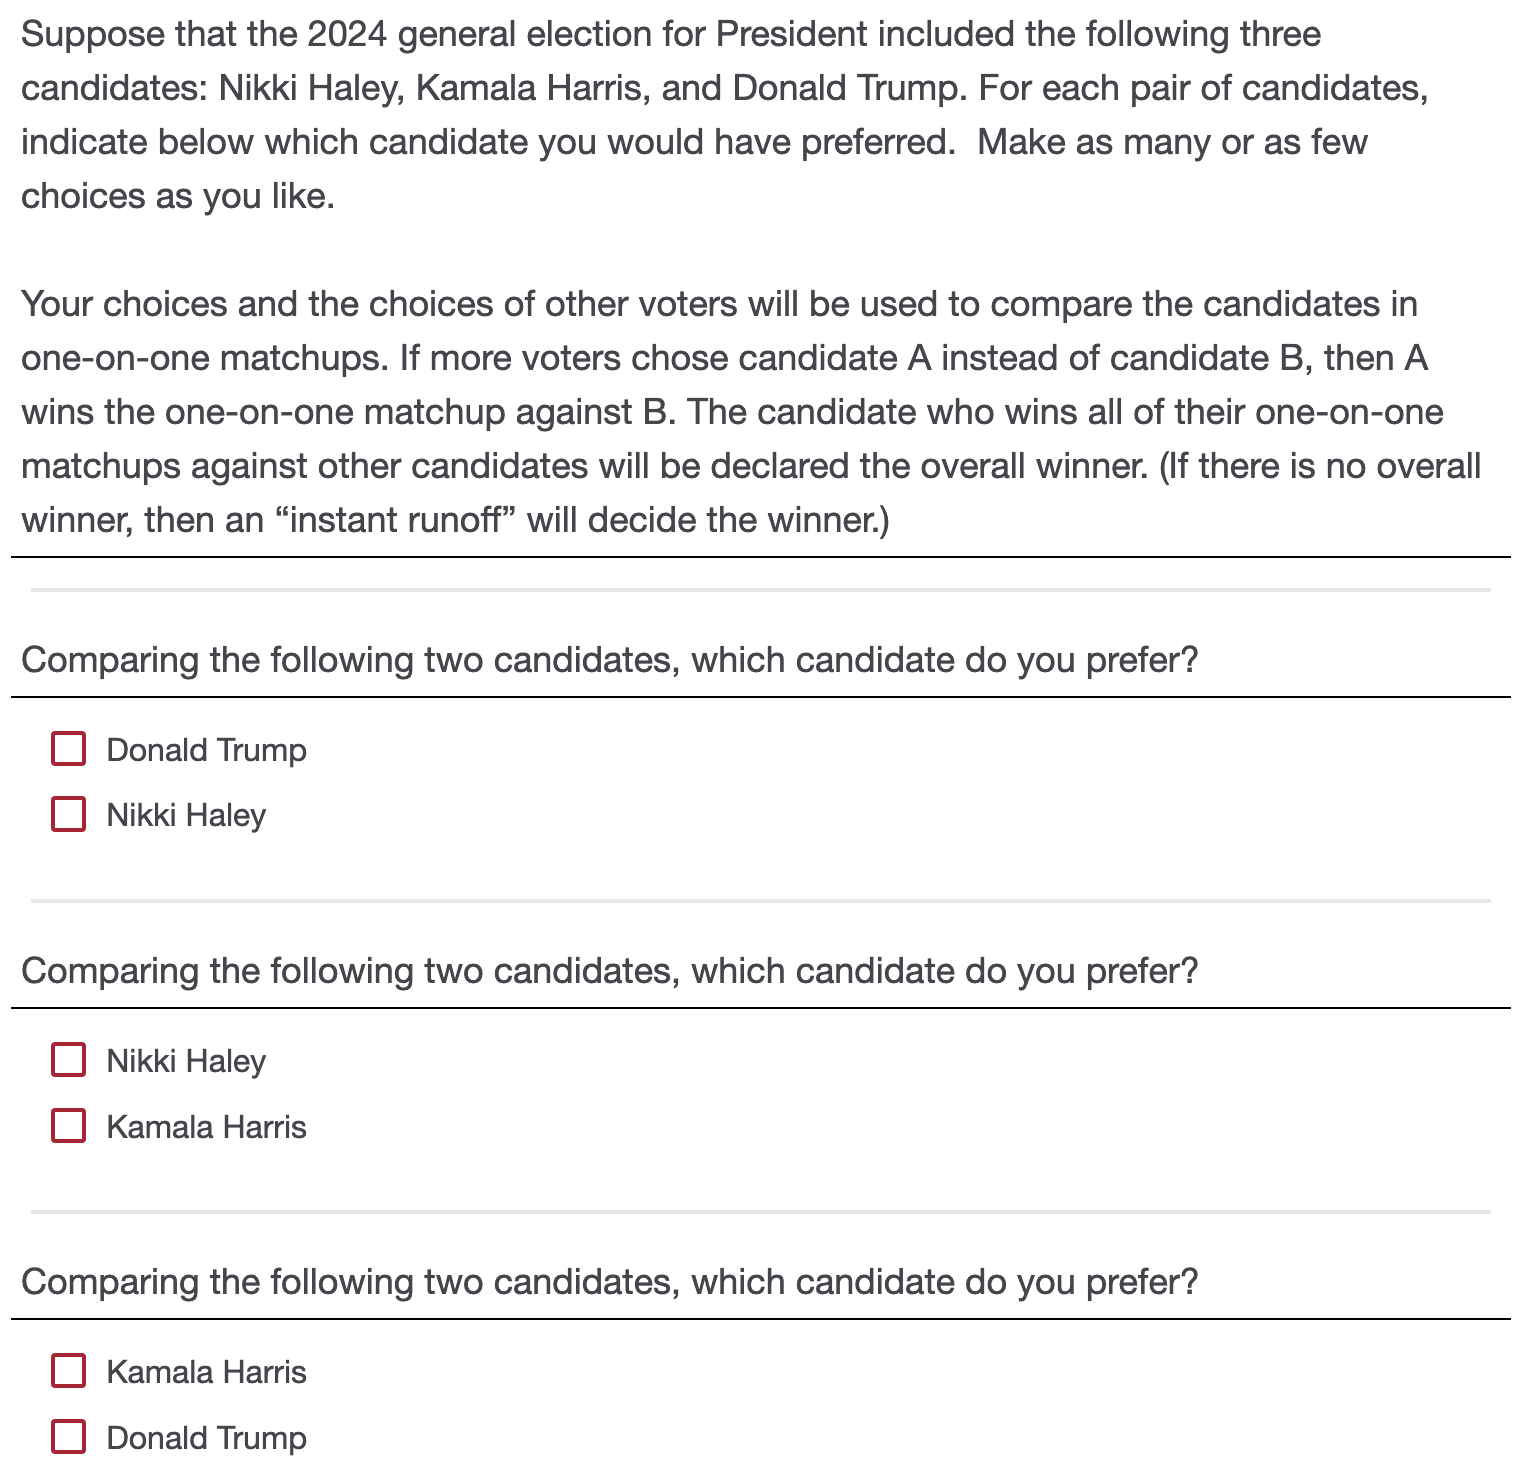 Suppose that the 2024 general election for President included the following three
candidates: Nikki Haley, Kamala Harris, and Donald Trump. For each pair of candidates,
indicate below which candidate you would have preferred.  Make as many or as few
choices as you like.
Your choices and the choices of other voters will be used to compare the candidates in
one-on-one matchups. If more voters chose candidate A instead of candidate B, then A
wins the one-on-one matchup against B. The candidate who wins all of their one-on-one
matchups against other candidates will be declared the overall winner. (If there is no overall
winner, then an “instant runoff” will decide the winner.)
Comparing the following two candidates, which candidate do you prefer?
Donald Trump
Nikki Haley
Comparing the following two candidates, which candidate do you prefer?
Nikki Haley
Kamala Harris
Comparing the following two candidates, which candidate do you prefer?
Kamala Harris
Donald Trump